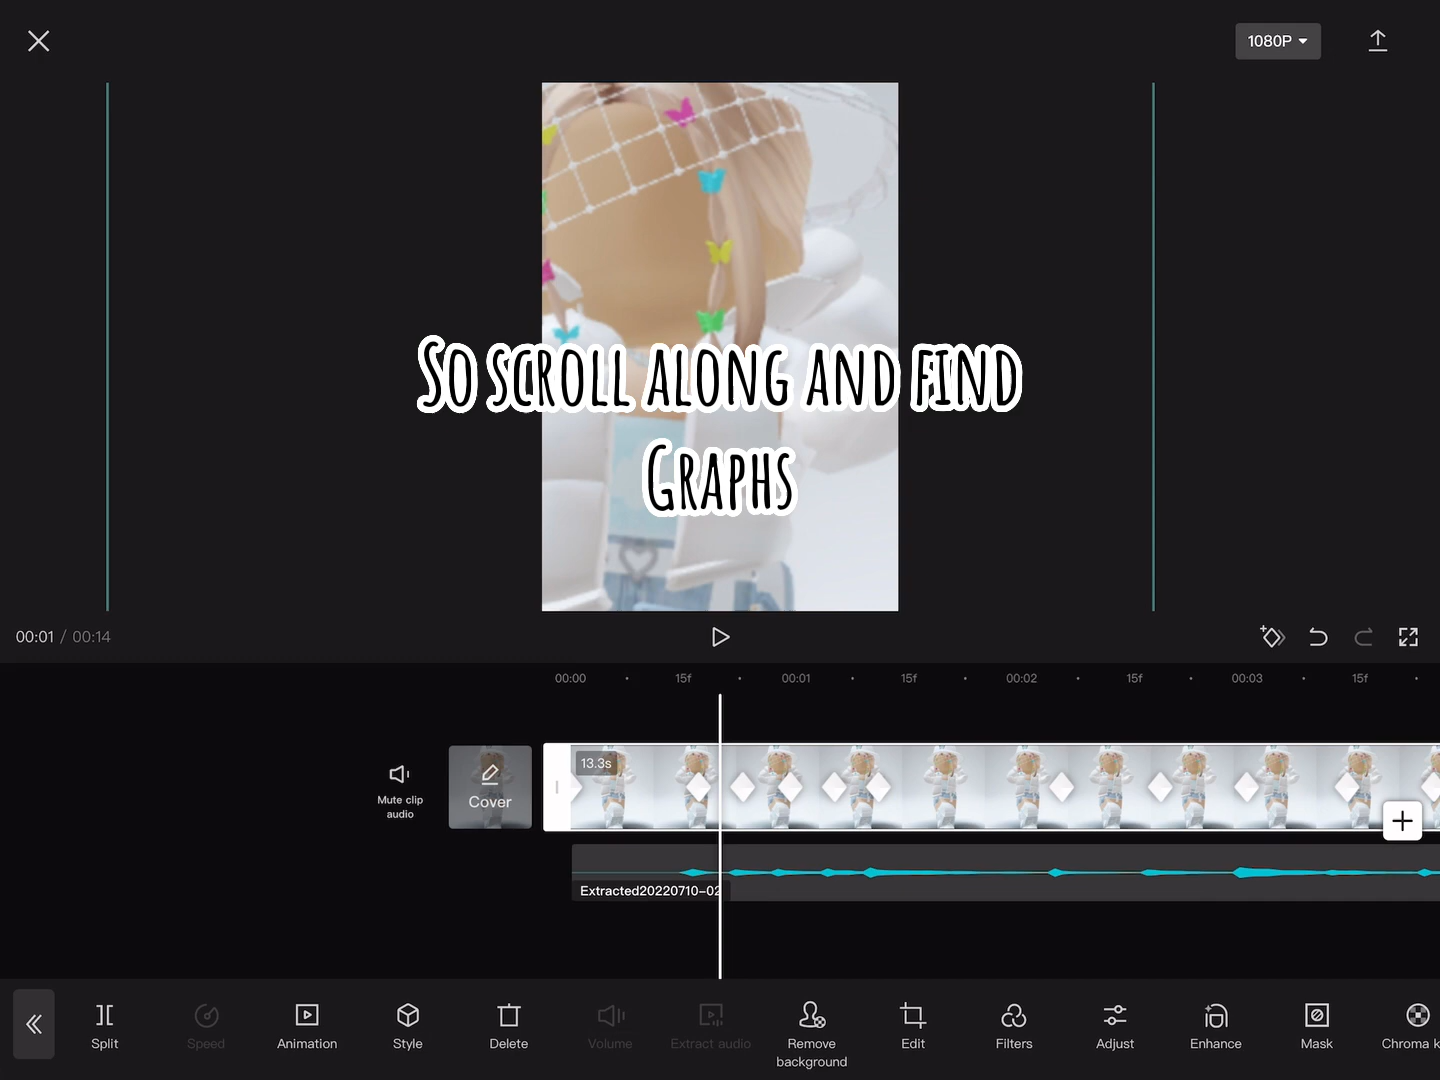 1080P
So scroll along and find
Graphs
00:01 / 00:14
00:00 15f 00:01 15f 00:02 15f 00:03 15f
13.3s
Mute clip
audio
Cover
Extracted20220710-02
Split
Speed
Animation
Style
Delete
Volume
Extract audio
Remove
background
Edit
Filters
Adjust
Enhance
Mask
Chroma k